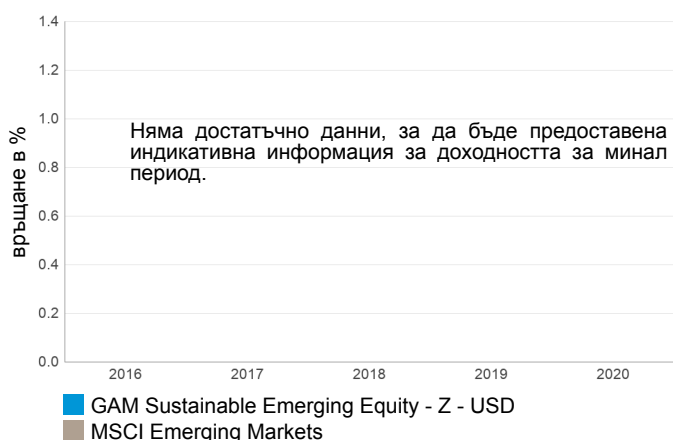 1.4
1.2
1.0
0.8
0.6
0.4
0.2
0.0
връщане в %
Няма достатъчно данни, за да бъде предоставена
индикативна информация за доходността за минал
период.
2016 2017 2018 2019 2020
GAM Sustainable Emerging Equity - Z - USD
MSCI Emerging Markets